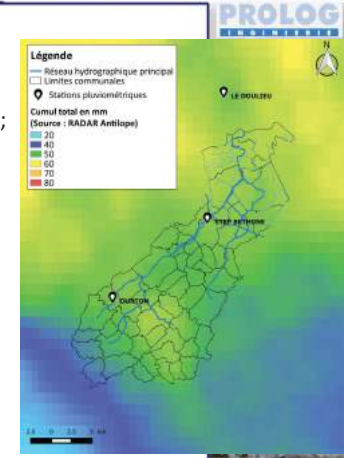 PROLOG
INGENIERIE
;
Légende
Réseau hydrographique principal
Limites communales
Stations pluviométriques
Cumul total en mm
(Source : RADAR Antilope)
20
40
50
60
70
80
N
LE DOULIEU
STEP BETHUNE
OURTON
0